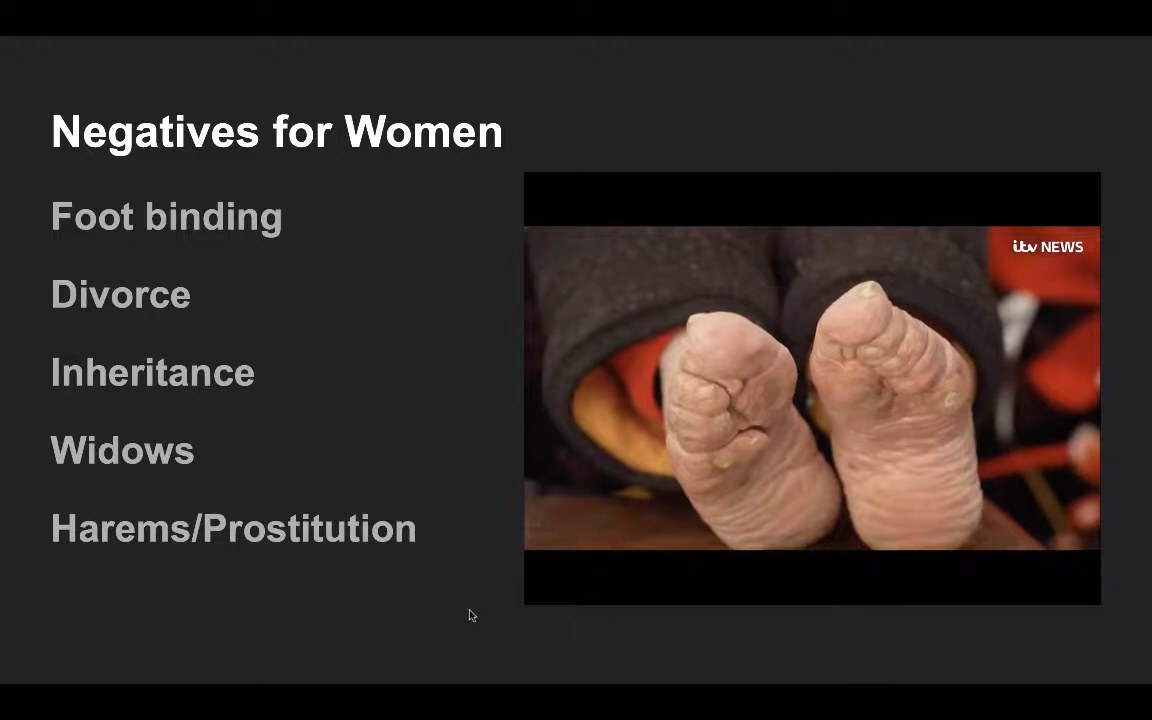 Negatives for Women
Foot binding
Divorce
Inheritance
Widows
Harems/Prostitution
itv NEWS